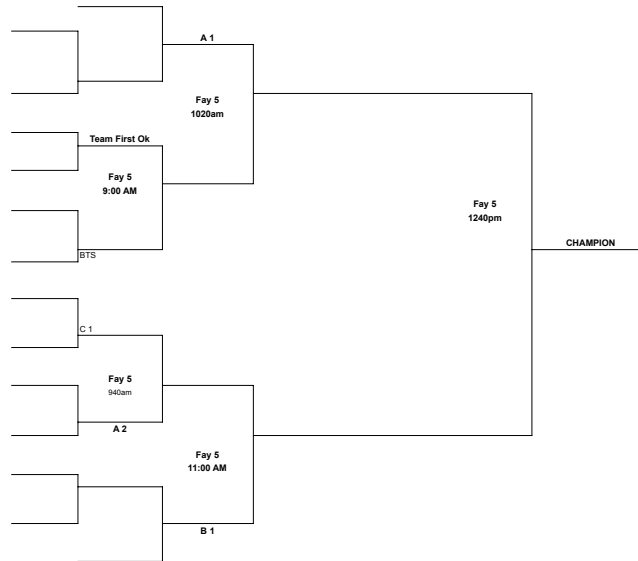 A 1
Fay 5
1020am
Team First Ok
Fay 5
9:00 AM
BTS
Fay 5
1240pm
CHAMPION
C 1
Fay 5
940am
A 2
Fay 5
11:00 AM
B 1